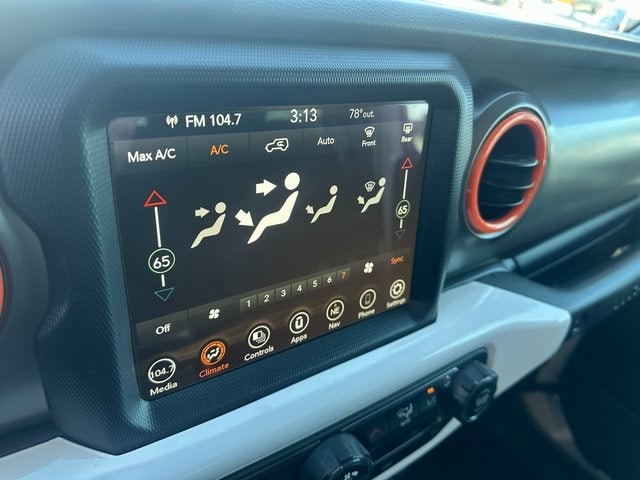 FM 104.7 3:13 78° out.
Max A/C A/C Auto Front Rear
65 65
1 2 3 4 5 6 7 Sync
Off
104.7 NE
Media Climate Controls Apps Nav Phone Settings